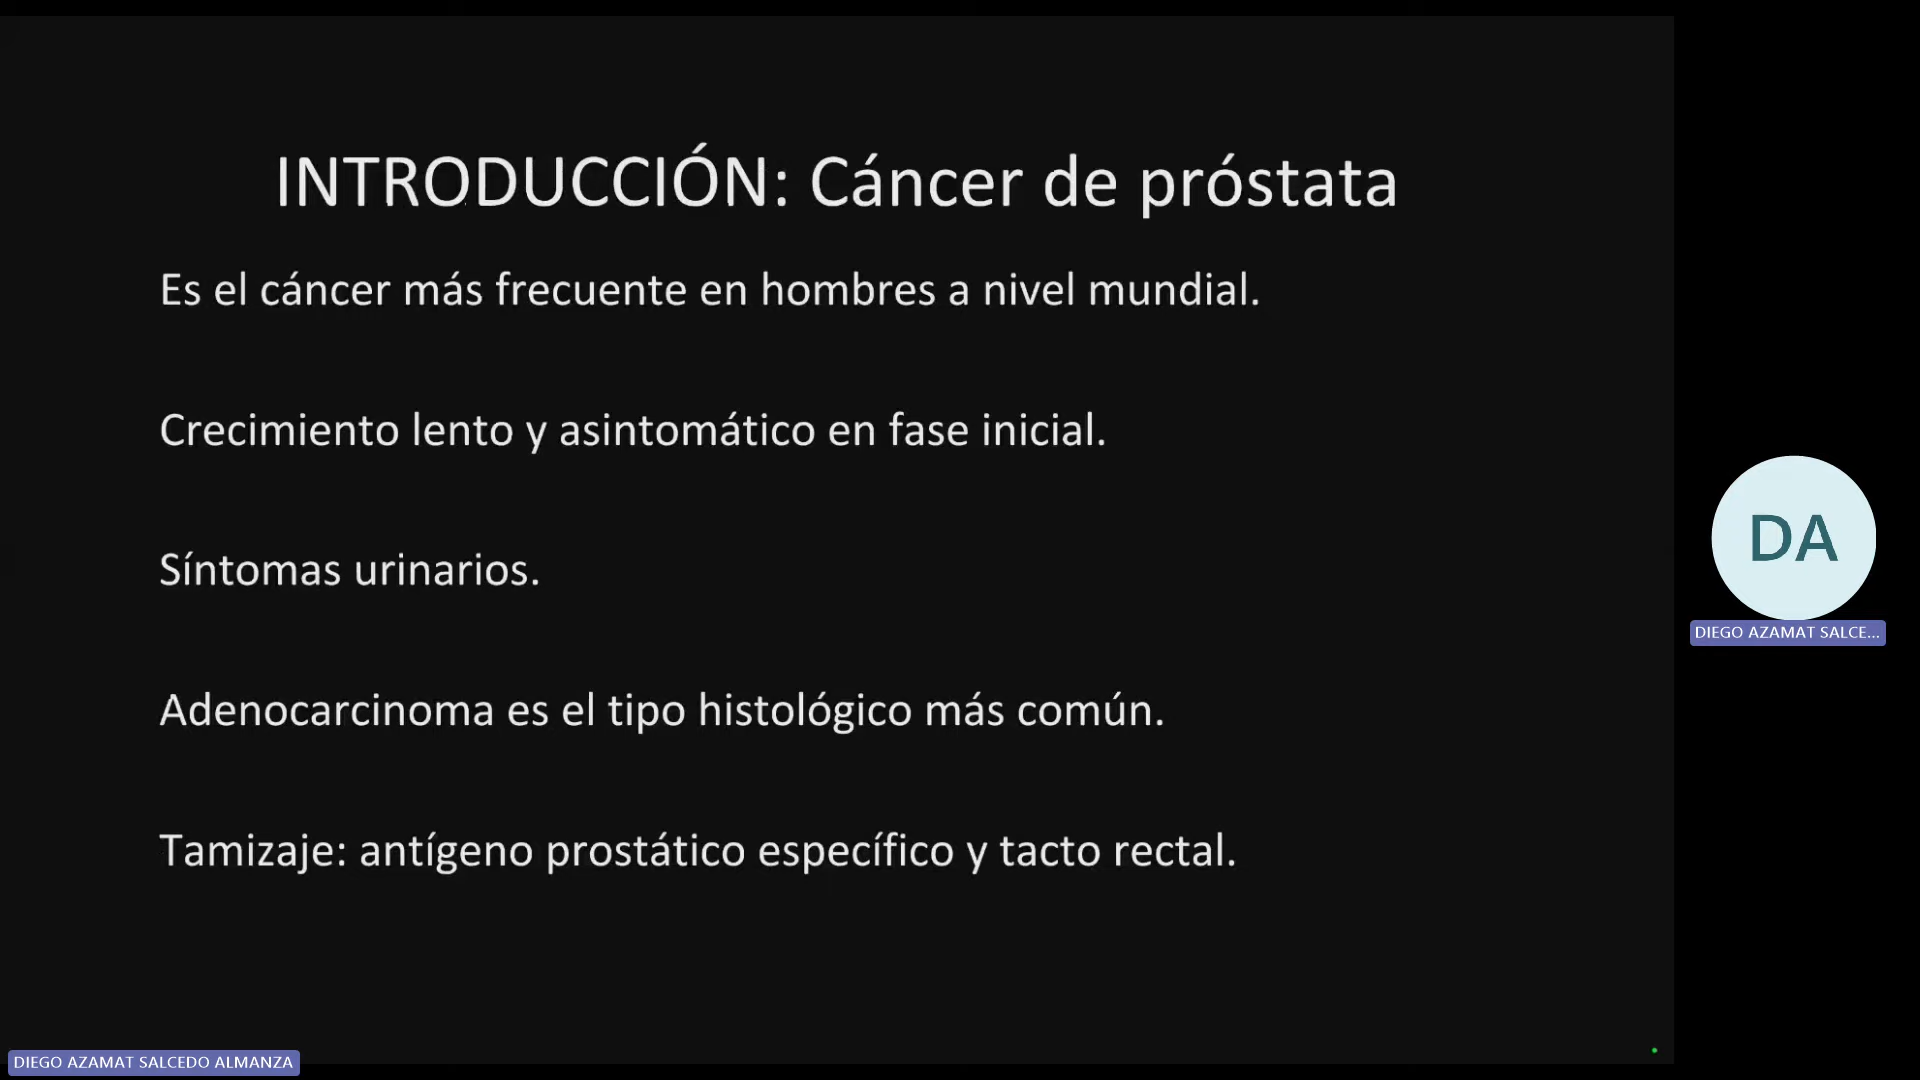 INTRODUCCIÓN: Cáncer de próstata
Es el cáncer más frecuente en hombres a nivel mundial.
Crecimiento lento y asintomático en fase inicial.
Síntomas urinarios.
Adenocarcinoma es el tipo histológico más común.
Tamizaje: antígeno prostático específico y tacto rectal.
DA
DIEGO AZAMAT SALCE...
DIEGO AZAMAT SALCEDO ALMANZA